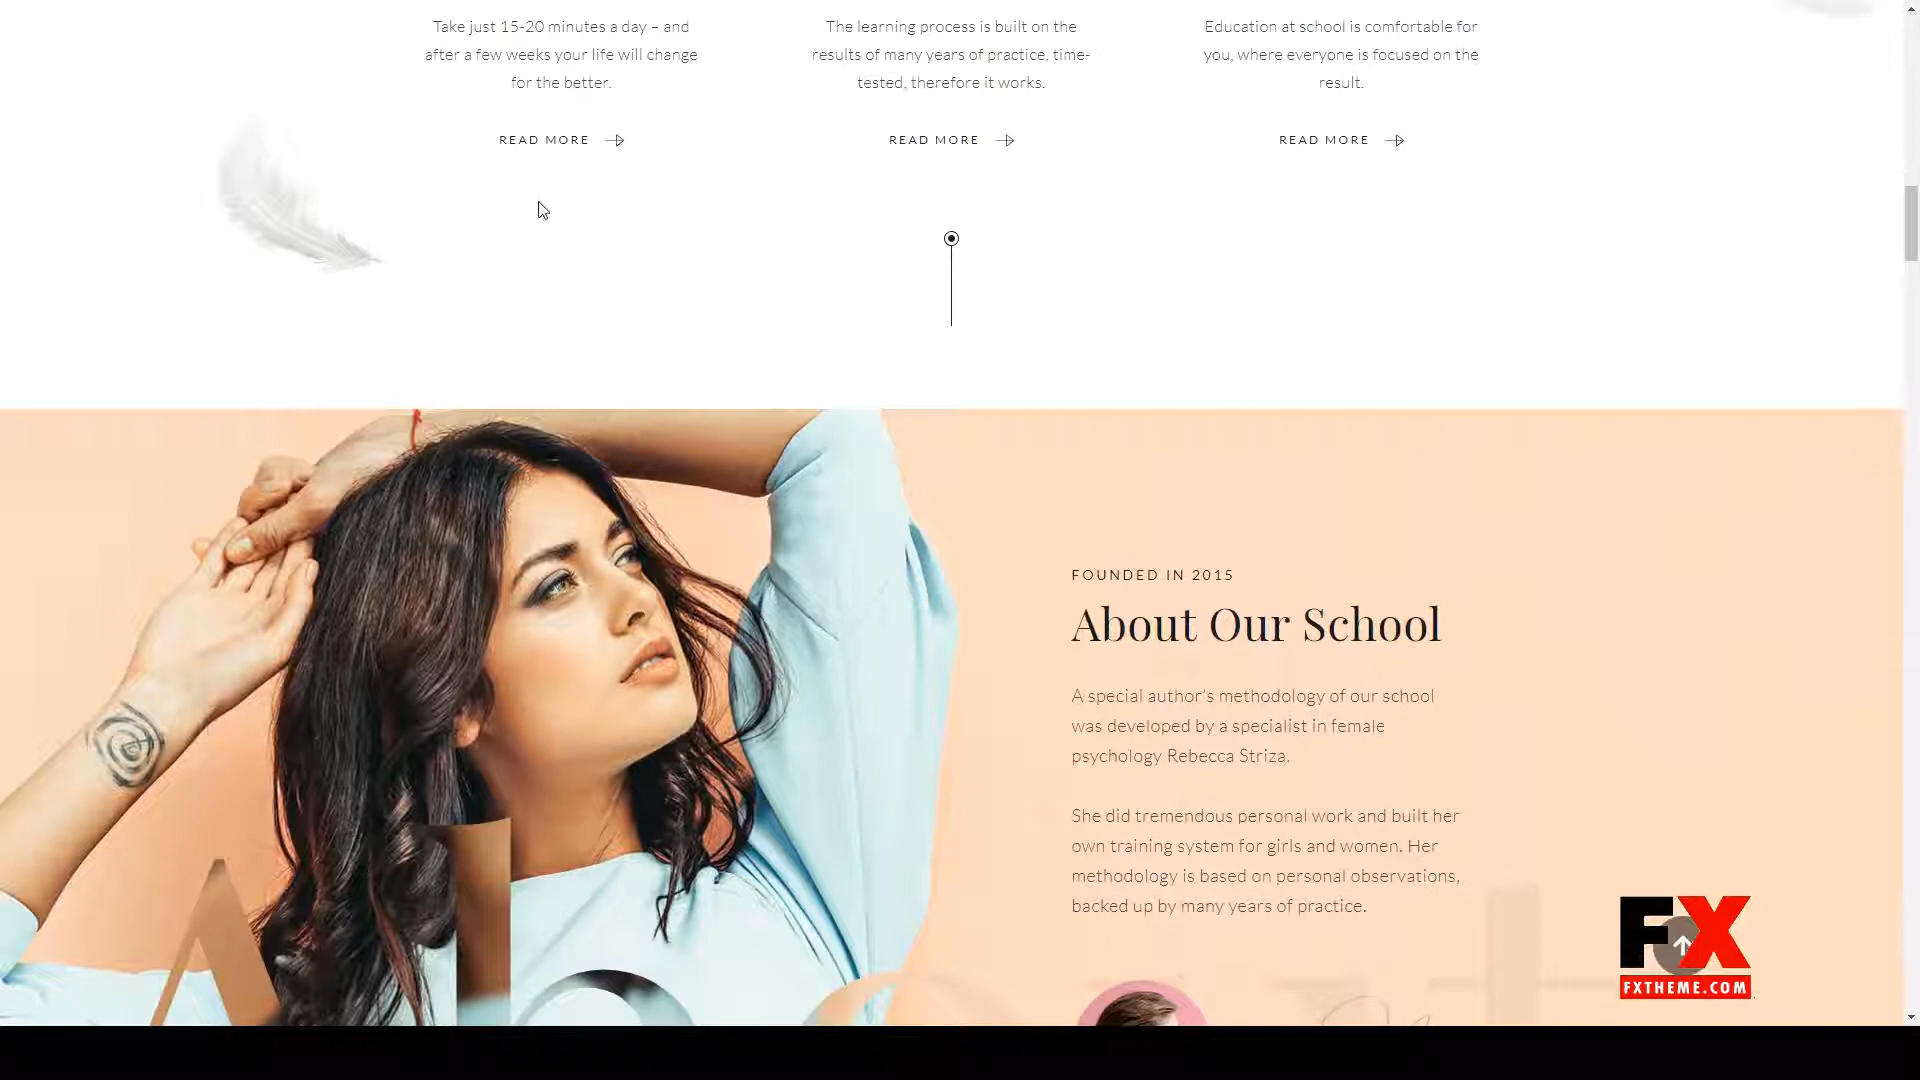 Take just 15-20 minutes a day – and
after a few weeks your life will change
for the better.
READ MORE
The learning process is built on the
results of many years of practice, time-
tested, therefore it works.
READ MORE
Education at school is comfortable for
you, where everyone is focused on the
result.
READ MORE
FOUNDED IN 2015
About Our School
A special author's methodology of our school
was developed by a specialist in female
psychology Rebecca Striza.
She did tremendous personal work and built her
own training system for girls and women. Her
methodology is based on personal observations,
backed up by many years of practice.
FX
FXTHEME.COM